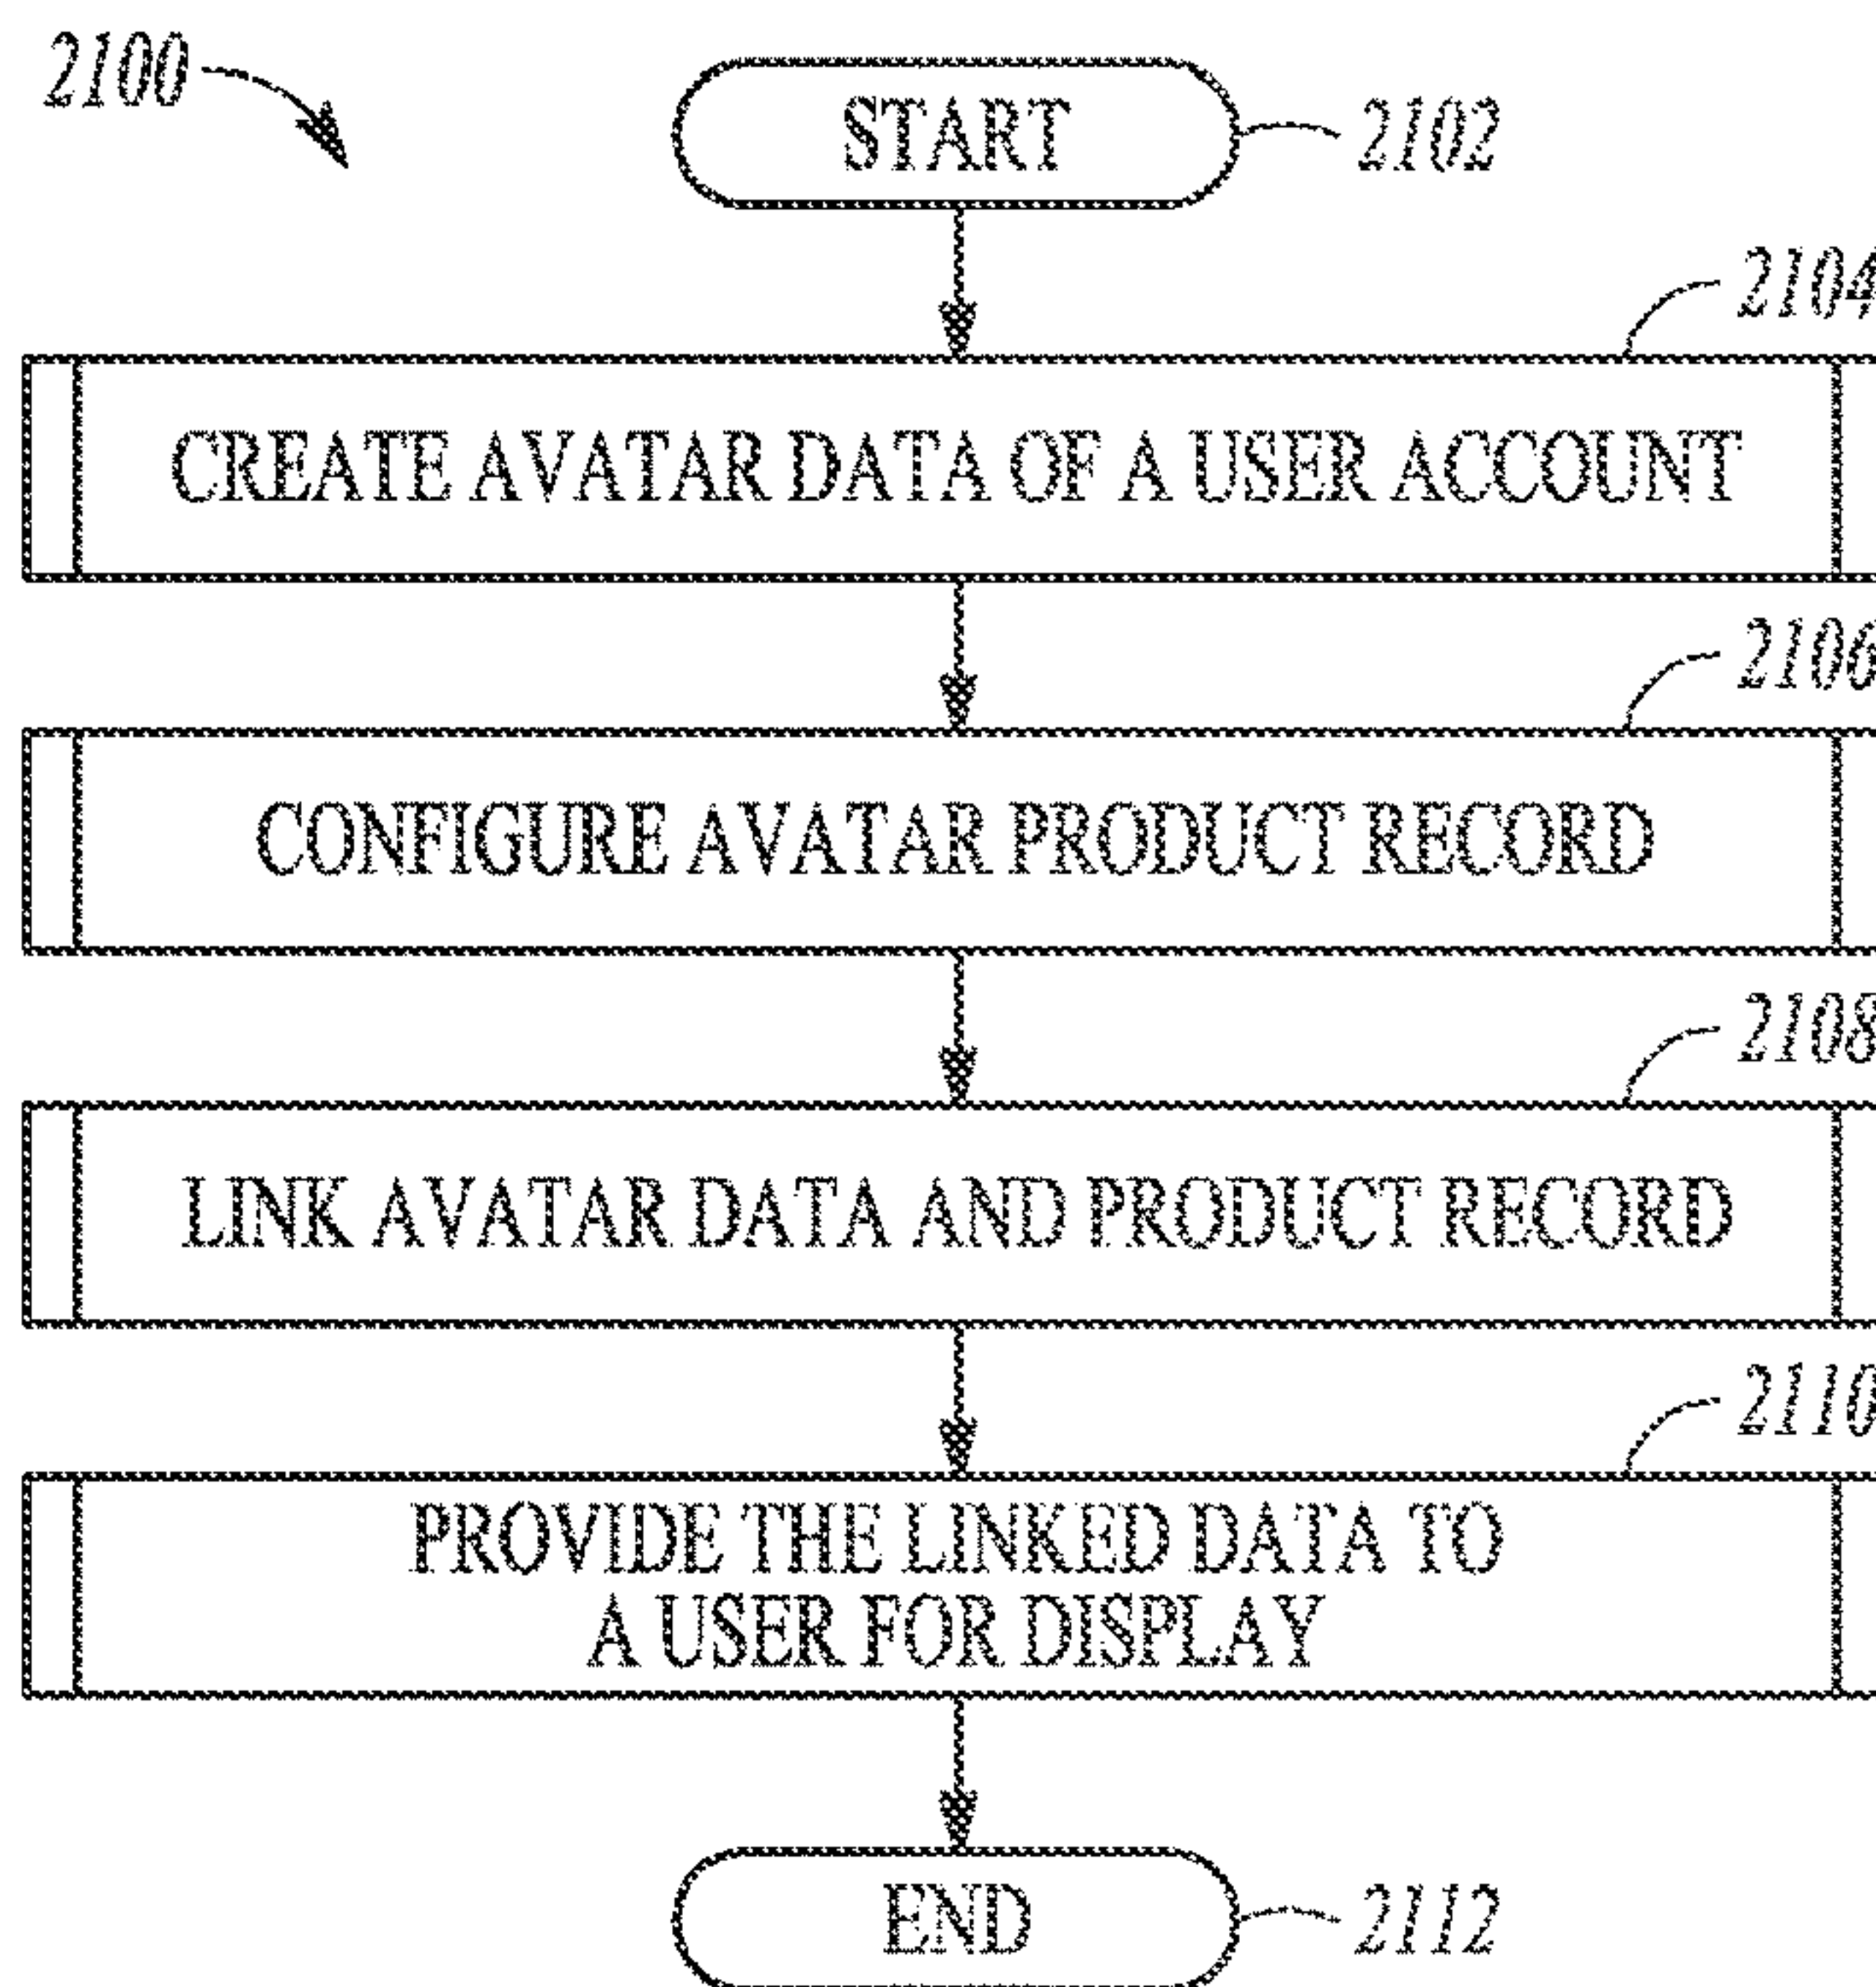 2100
START
2102
2104
CREATE AVATAR DATA OF A USER ACCOUNT
2106
CONFIGURE AVATAR PRODUCT RECORD
2108
LINK AVATAR DATA AND PRODUCT RECORD
2110
PROVIDE THE LINKED DATA TO
A USER FOR DISPLAY
END
2112